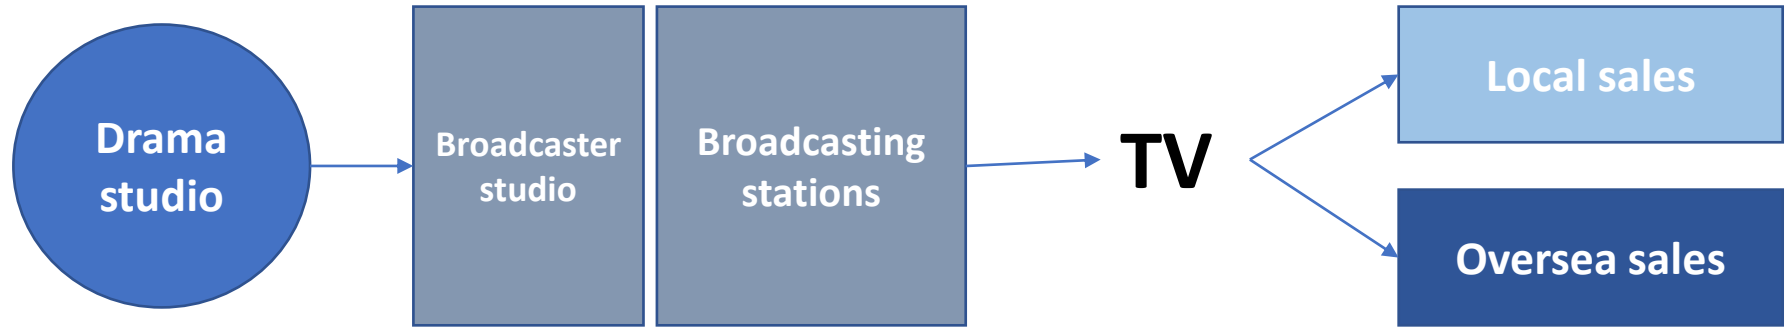 Drama
studio
Broadcaster
studio
Broadcasting
stations
TV
Local sales
Oversea sales